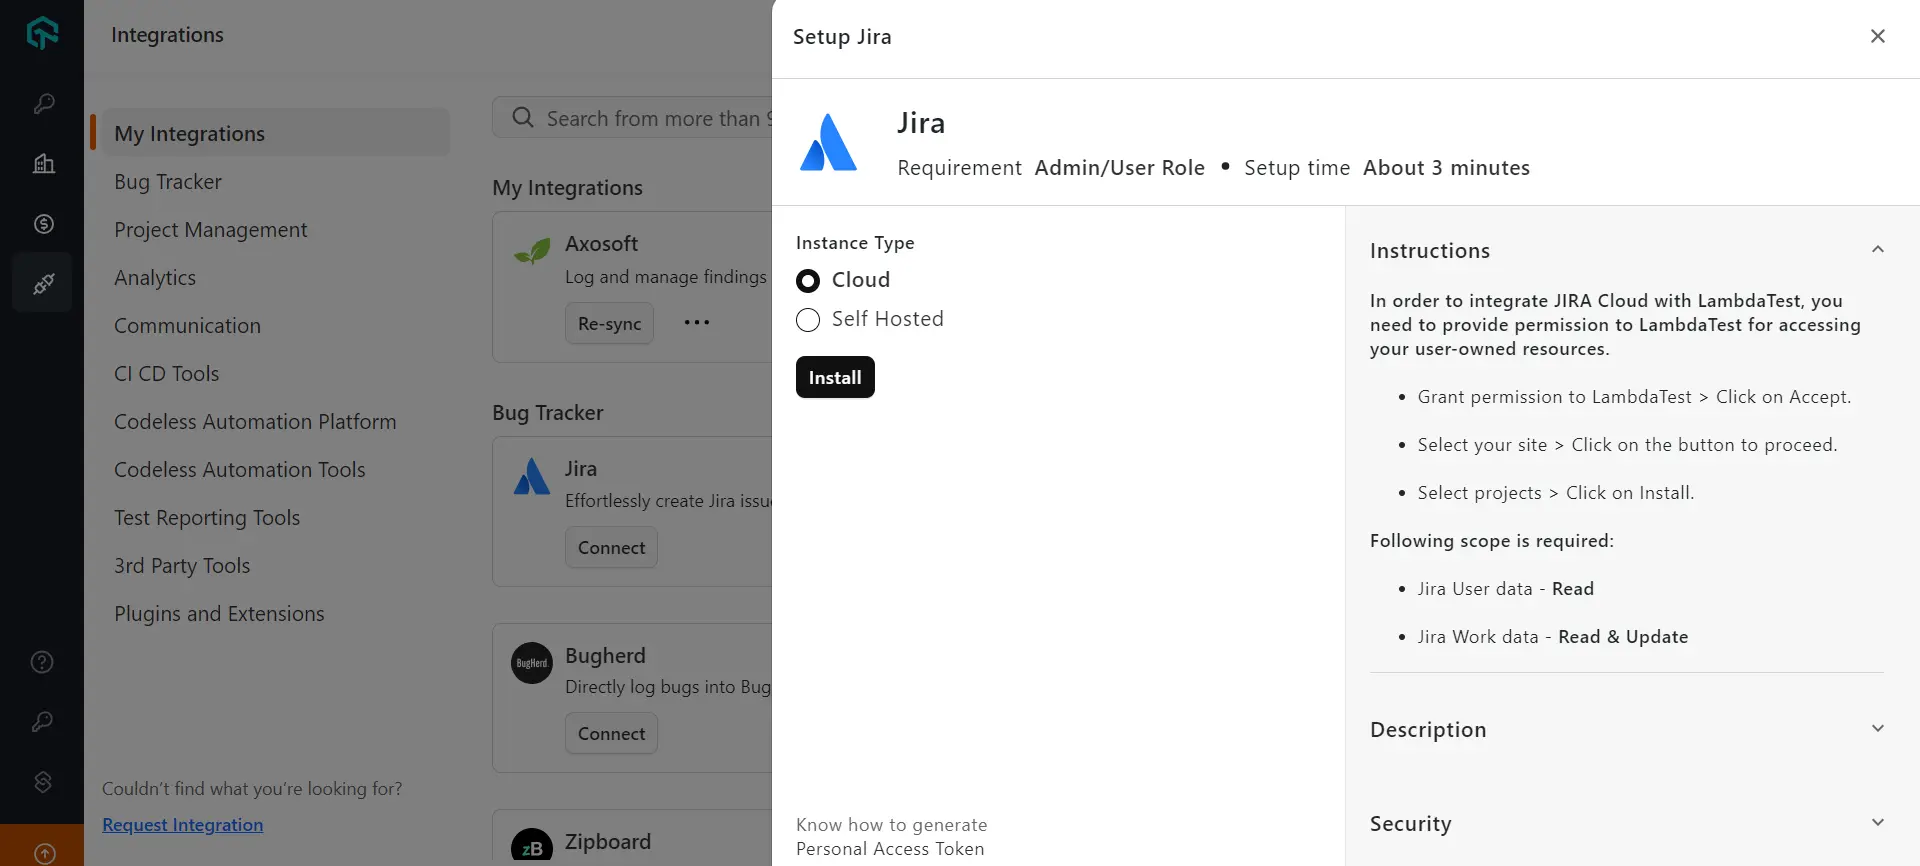 Integrations
My Integrations
Bug Tracker
Project Management
Analytics
Communication
CI CD Tools
Codeless Automation Platform
Codeless Automation Tools
Test Reporting Tools
3rd Party Tools
Plugins and Extensions
Couldn't find what you're looking for?
Request Integration
Search from more than 9
My Integrations
Axosoft
Log and manage findings
Re-sync
Bug Tracker
Jira
Effortlessly create Jira issu
Connect
BugHerd.
Bugherd
Directly log bugs into Bug
Connect
zB
Zipboard
Setup Jira
Jira
Requirement Admin/User Role • Setup time About 3 minutes
Instance Type
Cloud
Self Hosted
Install
Know how to generate
Personal Access Token
Instructions
In order to integrate JIRA Cloud with LambdaTest, you
need to provide permission to LambdaTest for accessing
your user-owned resources.
• Grant permission to LambdaTest > Click on Accept.
• Select your site > Click on the button to proceed.
• Select projects > Click on Install.
Following scope is required:
• Jira User data - Read
• Jira Work data - Read & Update
Description
Security